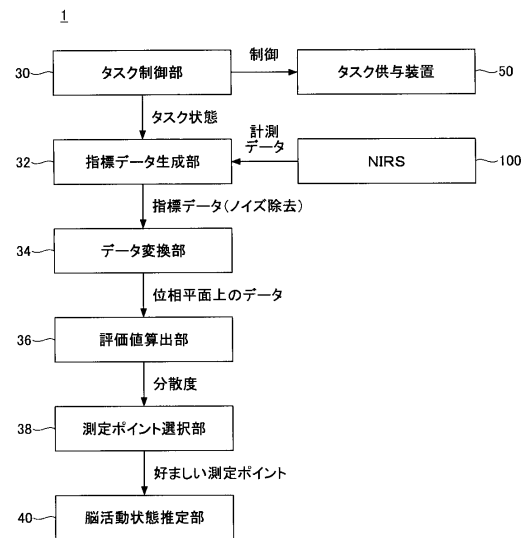 1
30
タスク制御部
制御
タスク供与装置
50
タスク状態
計測
データ
32
指標データ生成部
NIRS
100
指標データ(ノイズ除去)
34
データ変換部
位相平面上のデータ
36
評価値算出部
分散度
38
測定ポイント選択部
好ましい測定ポイント
40
脳活動状態推定部